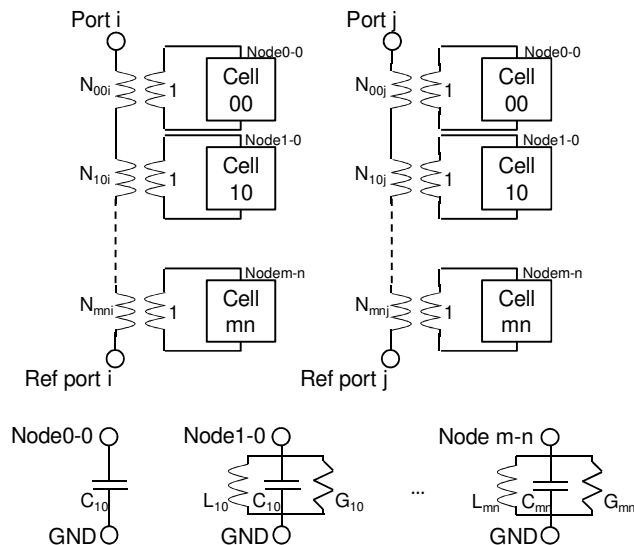 Port i
Port j
Node0-0
Node0-0
N00i
1
Cell
00
N00j
1
Cell
00
Node1-0
Node1-0
N10i
1
Cell
10
N10j
1
Cell
10
Nodem-n
Nodem-n
Nmni
1
Cell
mn
Nmnj
1
Cell
mn
Ref port i
Ref port j
Node0-0
Node1-0
Node m-n
C10
L10
C10
G10
...
Lmn
Cmn
Gmn
GND
GND
GND